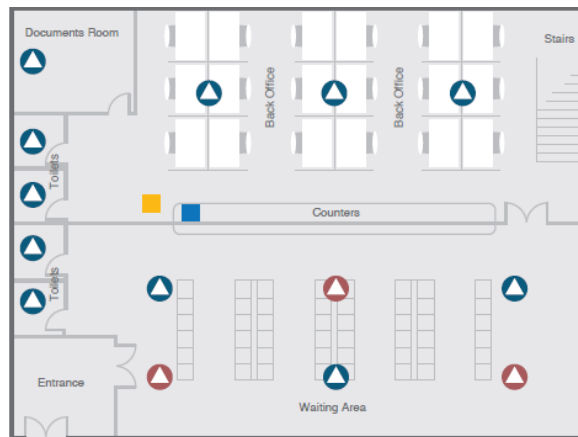 Documents Room
Stairs
Back Office
Back Office
Toilets
Counters
Toilets
Entrance
Waiting Area